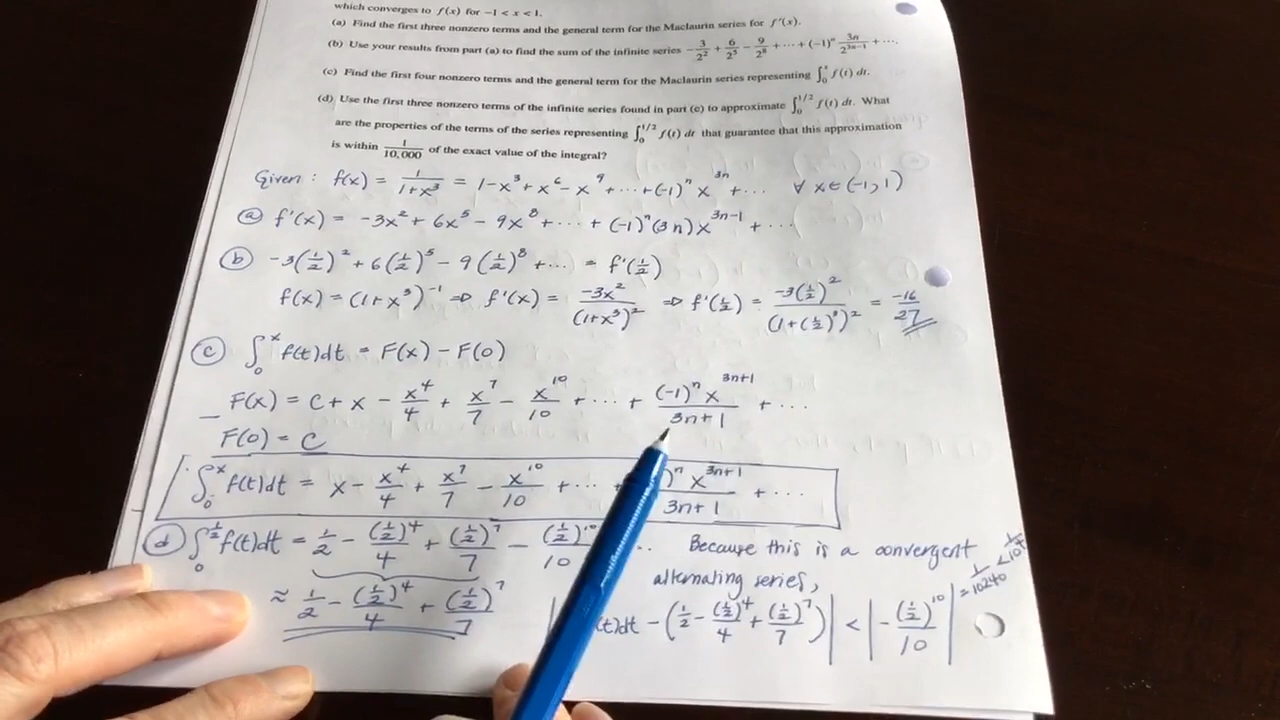 which converges to f(x) for −1 < x < 1.
(a) Find the first three nonzero terms and the general term for the Maclaurin series for f′(x).
(b) Use your results from part (a) to find the sum of the infinite series −3/2² + 6/2⁵ − 9/2⁸ + ⋯ + (−1)ⁿ 3n/2³ⁿ⁻¹ + ⋯.
(c) Find the first four nonzero terms and the general term for the Maclaurin series representing ∫₀ˣ f(t) dt.
(d) Use the first three nonzero terms of the infinite series found in part (c) to approximate ∫₀^(1/2) f(t) dt. What
are the properties of the terms of the series representing ∫₀^(1/2) f(t) dt that guarantee that this approximation
is within 1/10,000 of the exact value of the integral?
Given : f(x) = 1/(1+x³) = 1−x³+x⁶−x⁹+⋯+(−1)ⁿx³ⁿ+⋯ ∀ x∈(−1,1)
(a) f′(x) = −3x²+6x⁵−9x⁸+⋯+(−1)ⁿ(3n)x³ⁿ⁻¹+⋯
(b) −3(1/2)²+6(1/2)⁵−9(1/2)⁸+⋯ = f′(1/2)
f(x)=(1+x³)⁻¹ ⇒ f′(x) = −3x²/(1+x³)² ⇒ f′(1/2) = −3(1/2)²/(1+(1/2)³)² = −16/27
(c) ∫₀ˣ f(t)dt = F(x) − F(0)
F(x) = C + x − x⁴/4 + x⁷/7 − x¹⁰/10 + ⋯ + (−1)ⁿx³ⁿ⁺¹/(3n+1) + ⋯
− F(0) = C
∫₀ˣ f(t)dt = x − x⁴/4 + x⁷/7 − x¹⁰/10 + ⋯ + )ⁿ x³ⁿ⁺¹/(3n+1) + ⋯
(d) ∫₀^(1/2) f(t)dt = 1/2 − (1/2)⁴/4 + (1/2)⁷/7 − (1/2)¹⁰/10 .. Because this is a convergent
alternating series,
≈ 1/2 − (1/2)⁴/4 + (1/2)⁷/7
| (t)dt − (1/2 − (1/2)⁴/4 + (1/2)⁷/7)| < |−(1/2)¹⁰/10| = 1/10240 < 1/10⁴